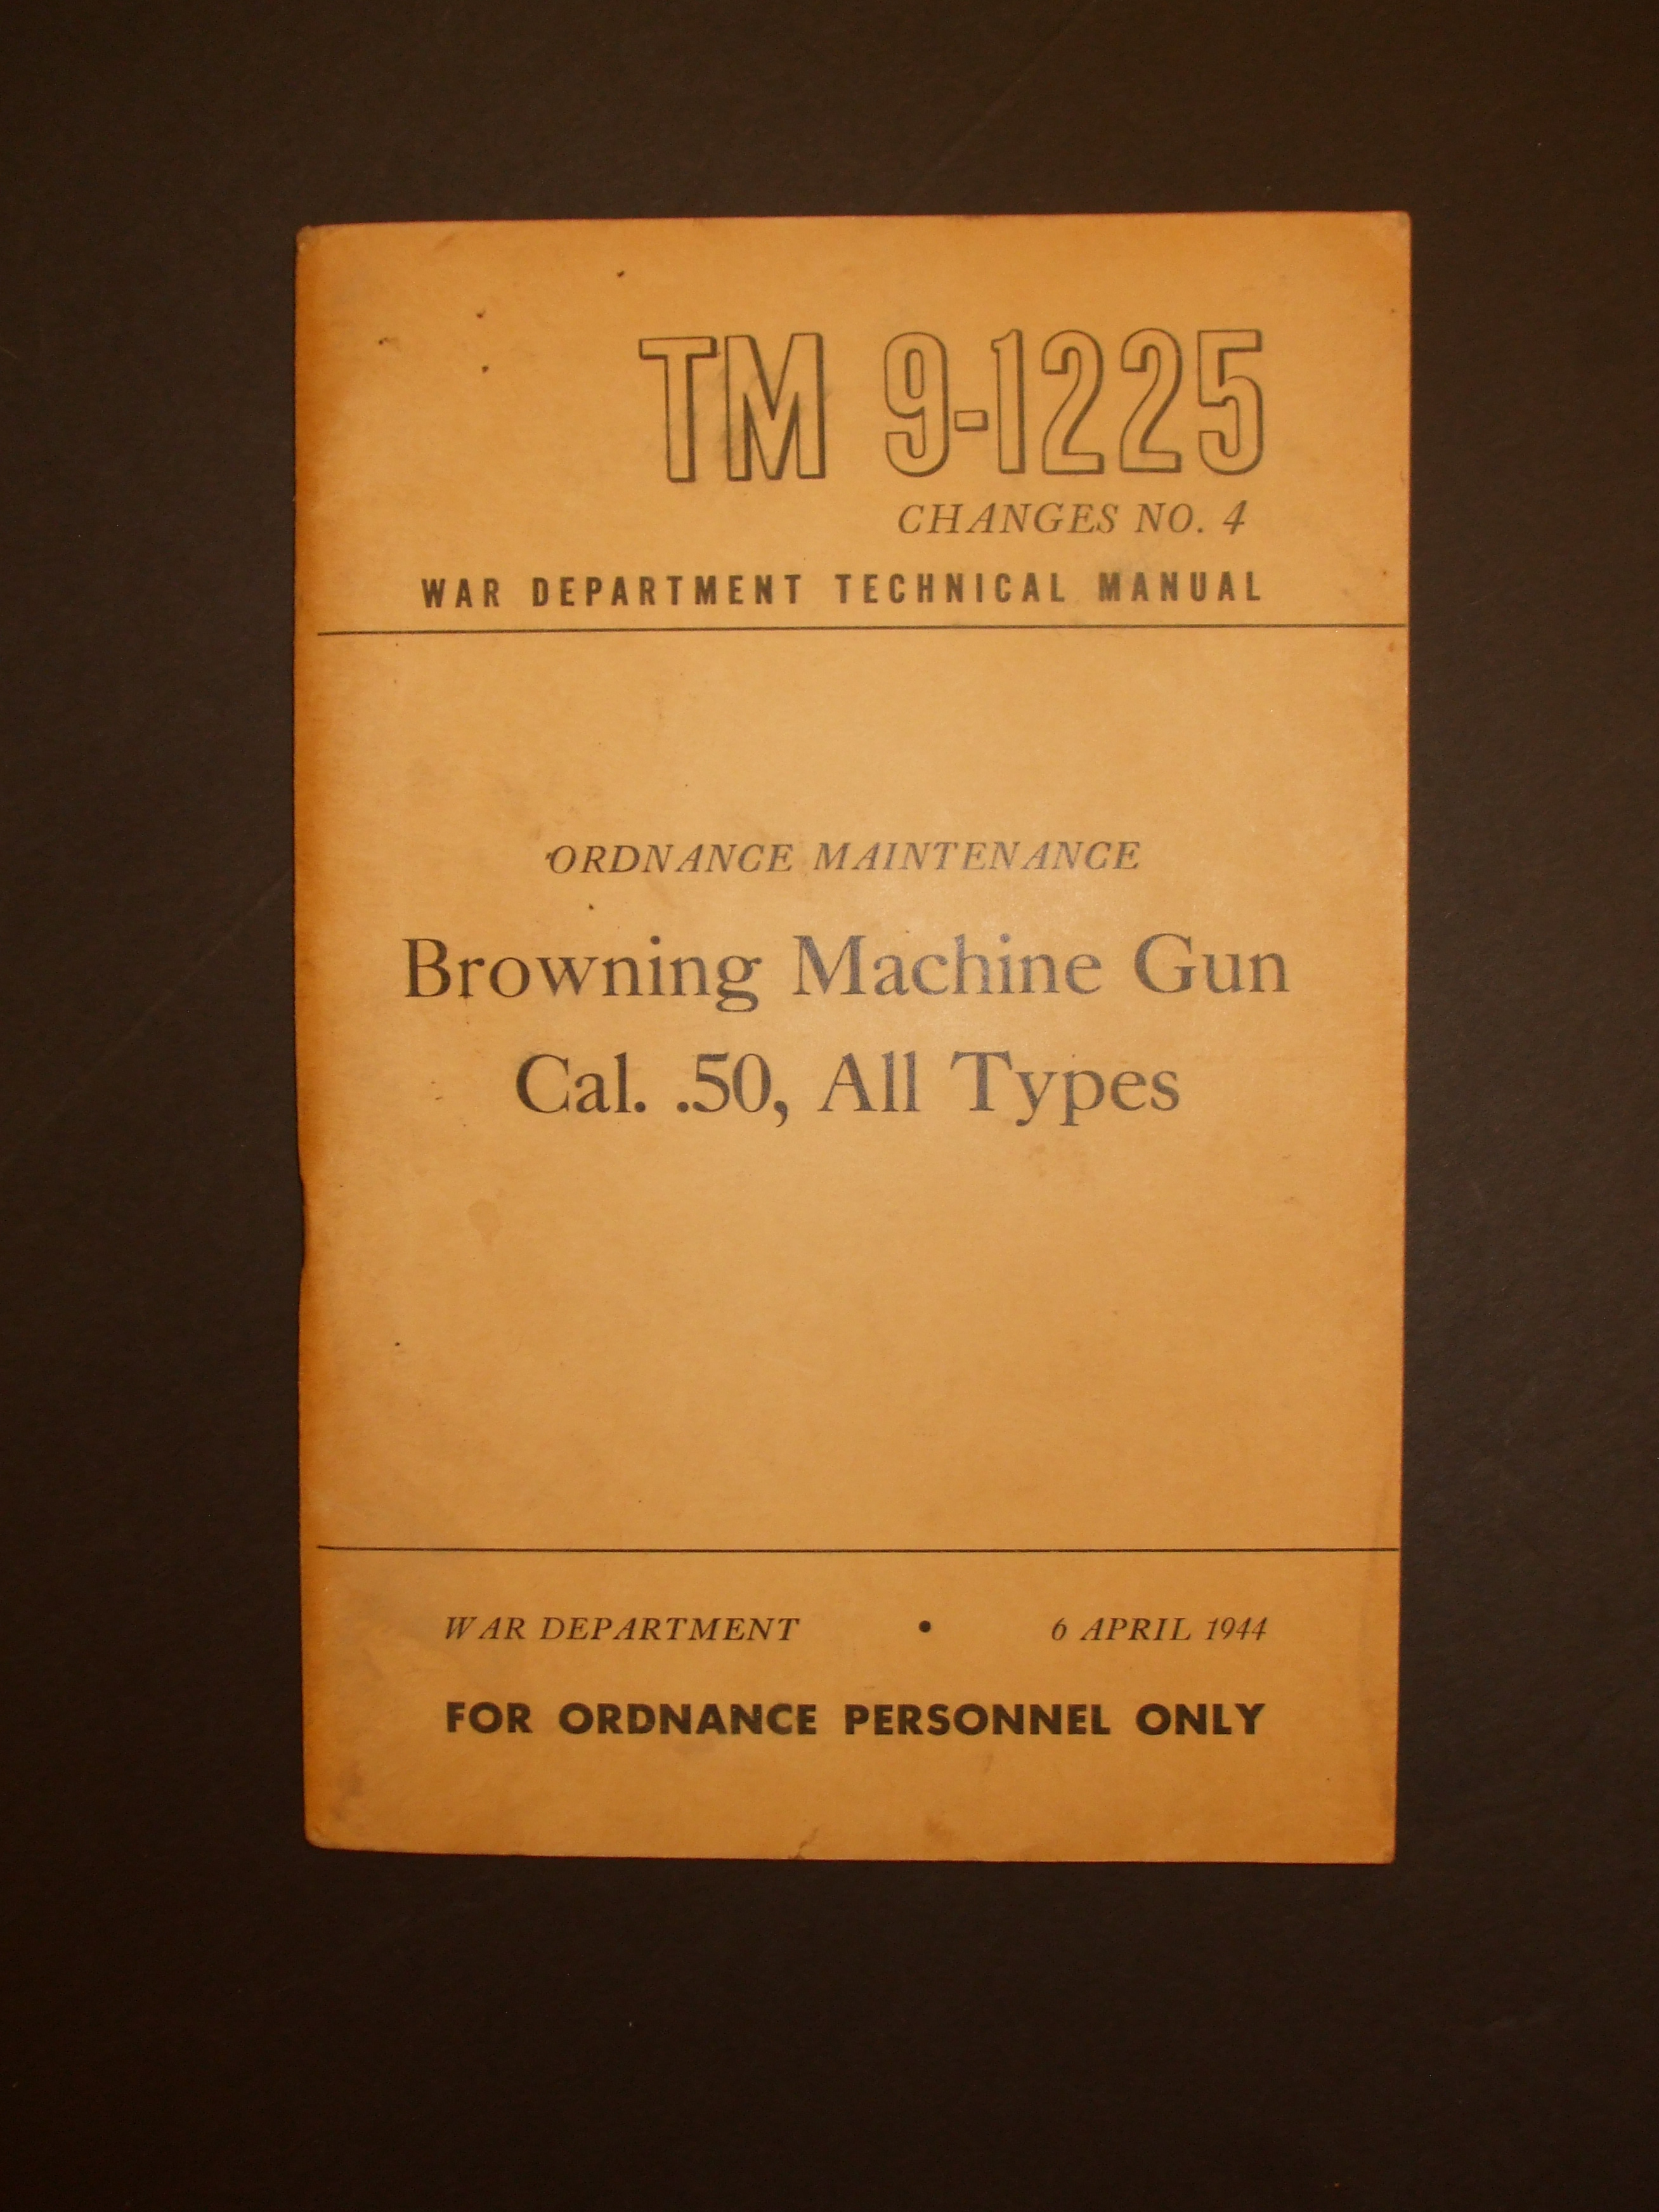 TM 9-1225
CHANGES NO. 4
WAR DEPARTMENT TECHNICAL MANUAL
ORDNANCE MAINTENANCE
Browning Machine Gun
Cal. .50, All Types
WAR DEPARTMENT • 6 APRIL 1944
FOR ORDNANCE PERSONNEL ONLY